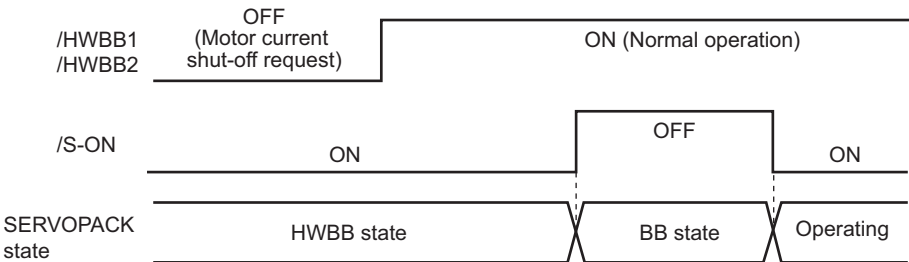 OFF
(Motor current
shut-off request)
/HWBB1
/HWBB2
ON (Normal operation)
/S-ON
ON
OFF
ON
SERVOPACK
state
HWBB state
BB state
Operating